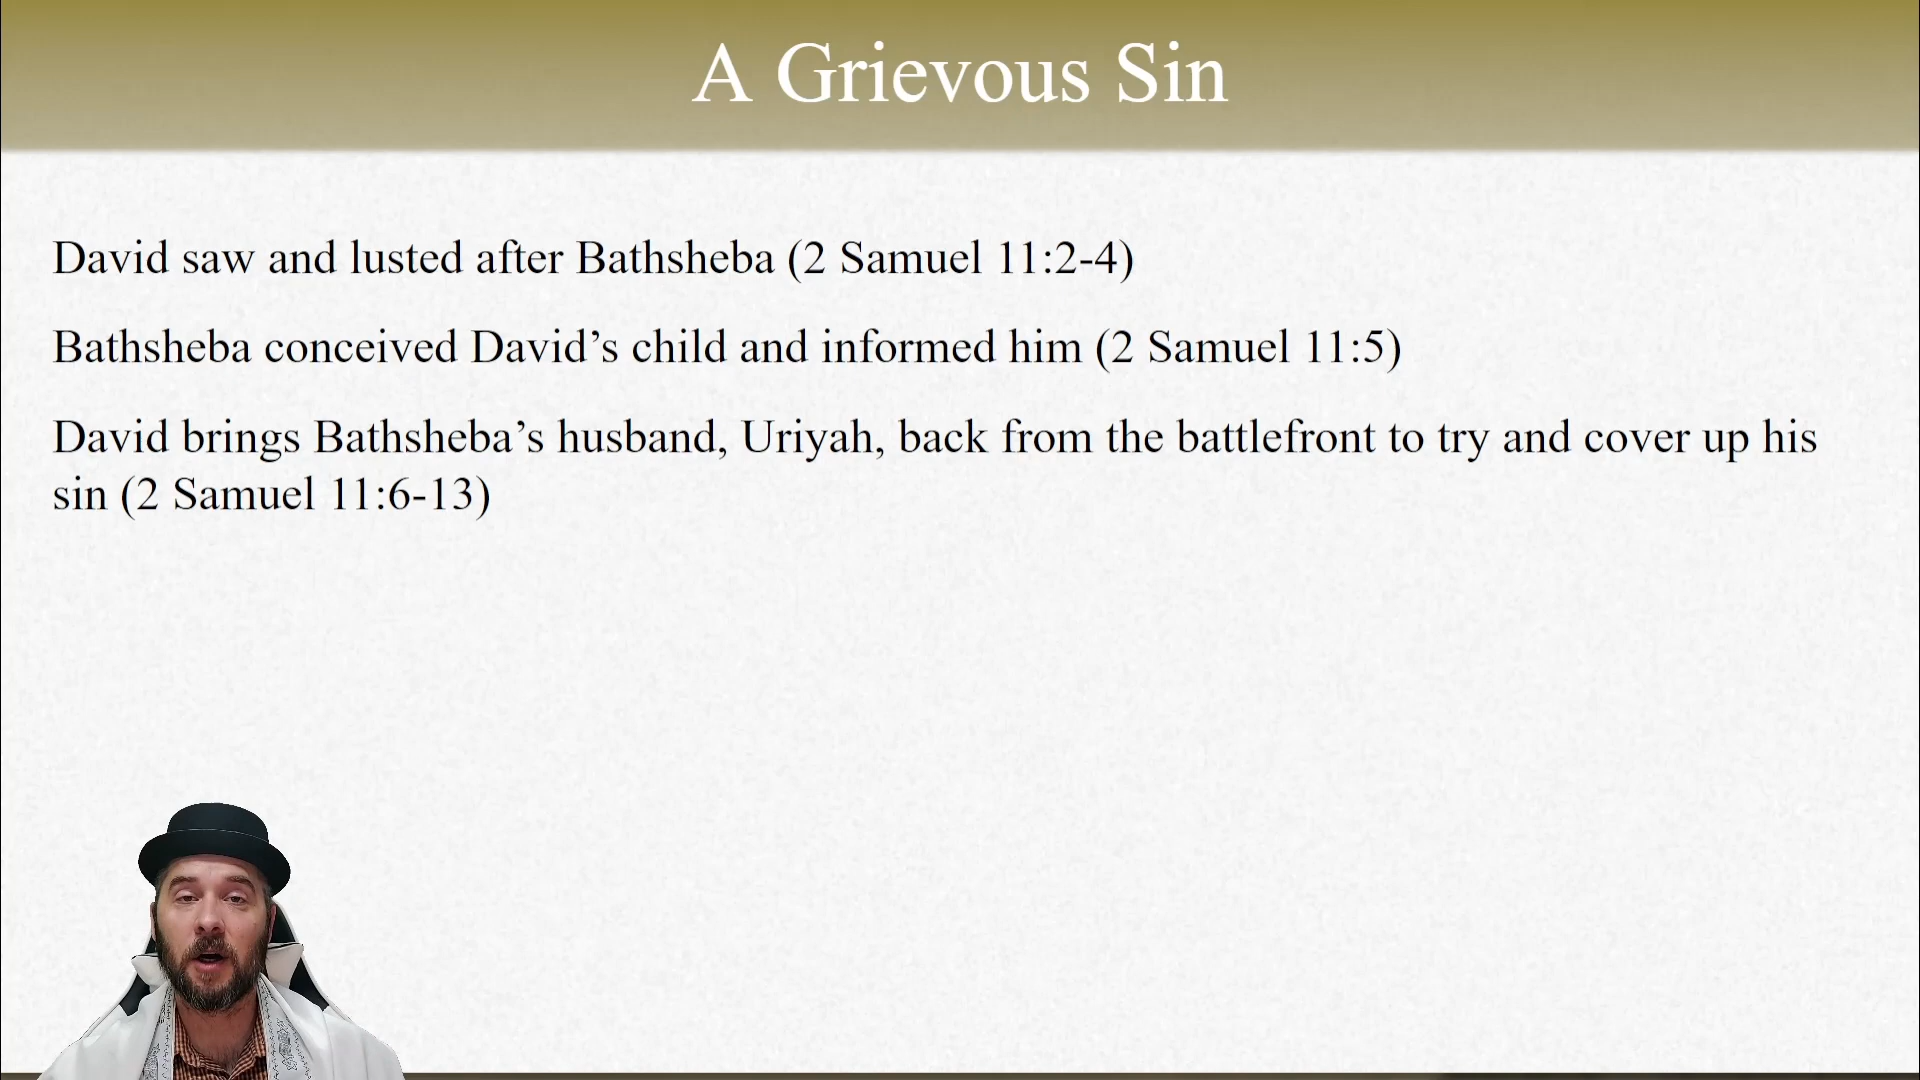 A Grievous Sin
David saw and lusted after Bathsheba (2 Samuel 11:2-4)
Bathsheba conceived David’s child and informed him (2 Samuel 11:5)
David brings Bathsheba’s husband, Uriyah, back from the battlefront to try and cover up his
sin (2 Samuel 11:6-13)